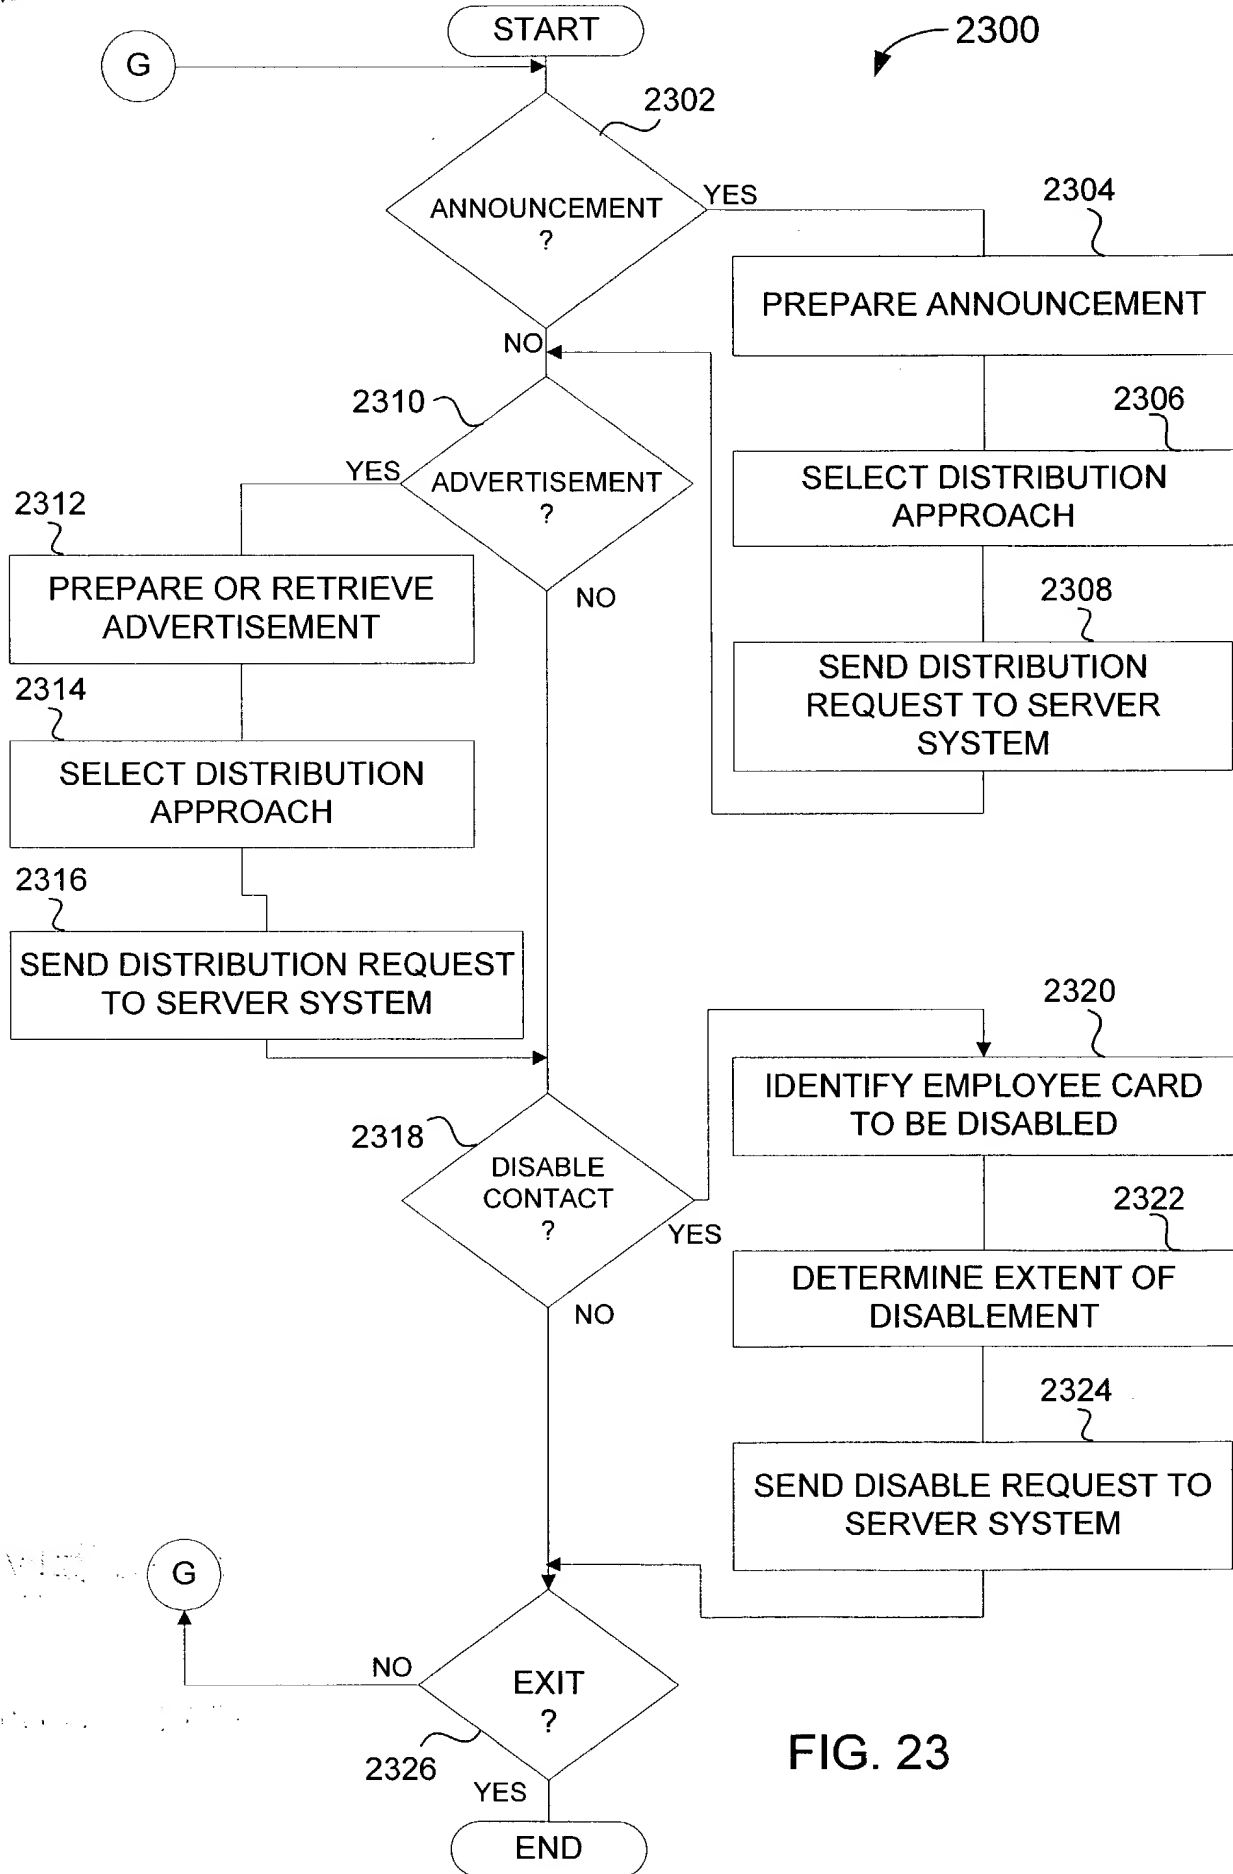 START
2300
G
2302
ANNOUNCEMENT
?
YES
2304
PREPARE ANNOUNCEMENT
NO
2306
SELECT DISTRIBUTION
APPROACH
2310
ADVERTISEMENT
?
YES
2312
PREPARE OR RETRIEVE
ADVERTISEMENT
NO
2308
SEND DISTRIBUTION
REQUEST TO SERVER
SYSTEM
2314
SELECT DISTRIBUTION
APPROACH
2316
SEND DISTRIBUTION REQUEST
TO SERVER SYSTEM
2318
DISABLE
CONTACT
?
YES
2320
IDENTIFY EMPLOYEE CARD
TO BE DISABLED
2322
DETERMINE EXTENT OF
DISABLEMENT
NO
2324
SEND DISABLE REQUEST TO
SERVER SYSTEM
G
NO
EXIT
?
2326
YES
END
FIG. 23